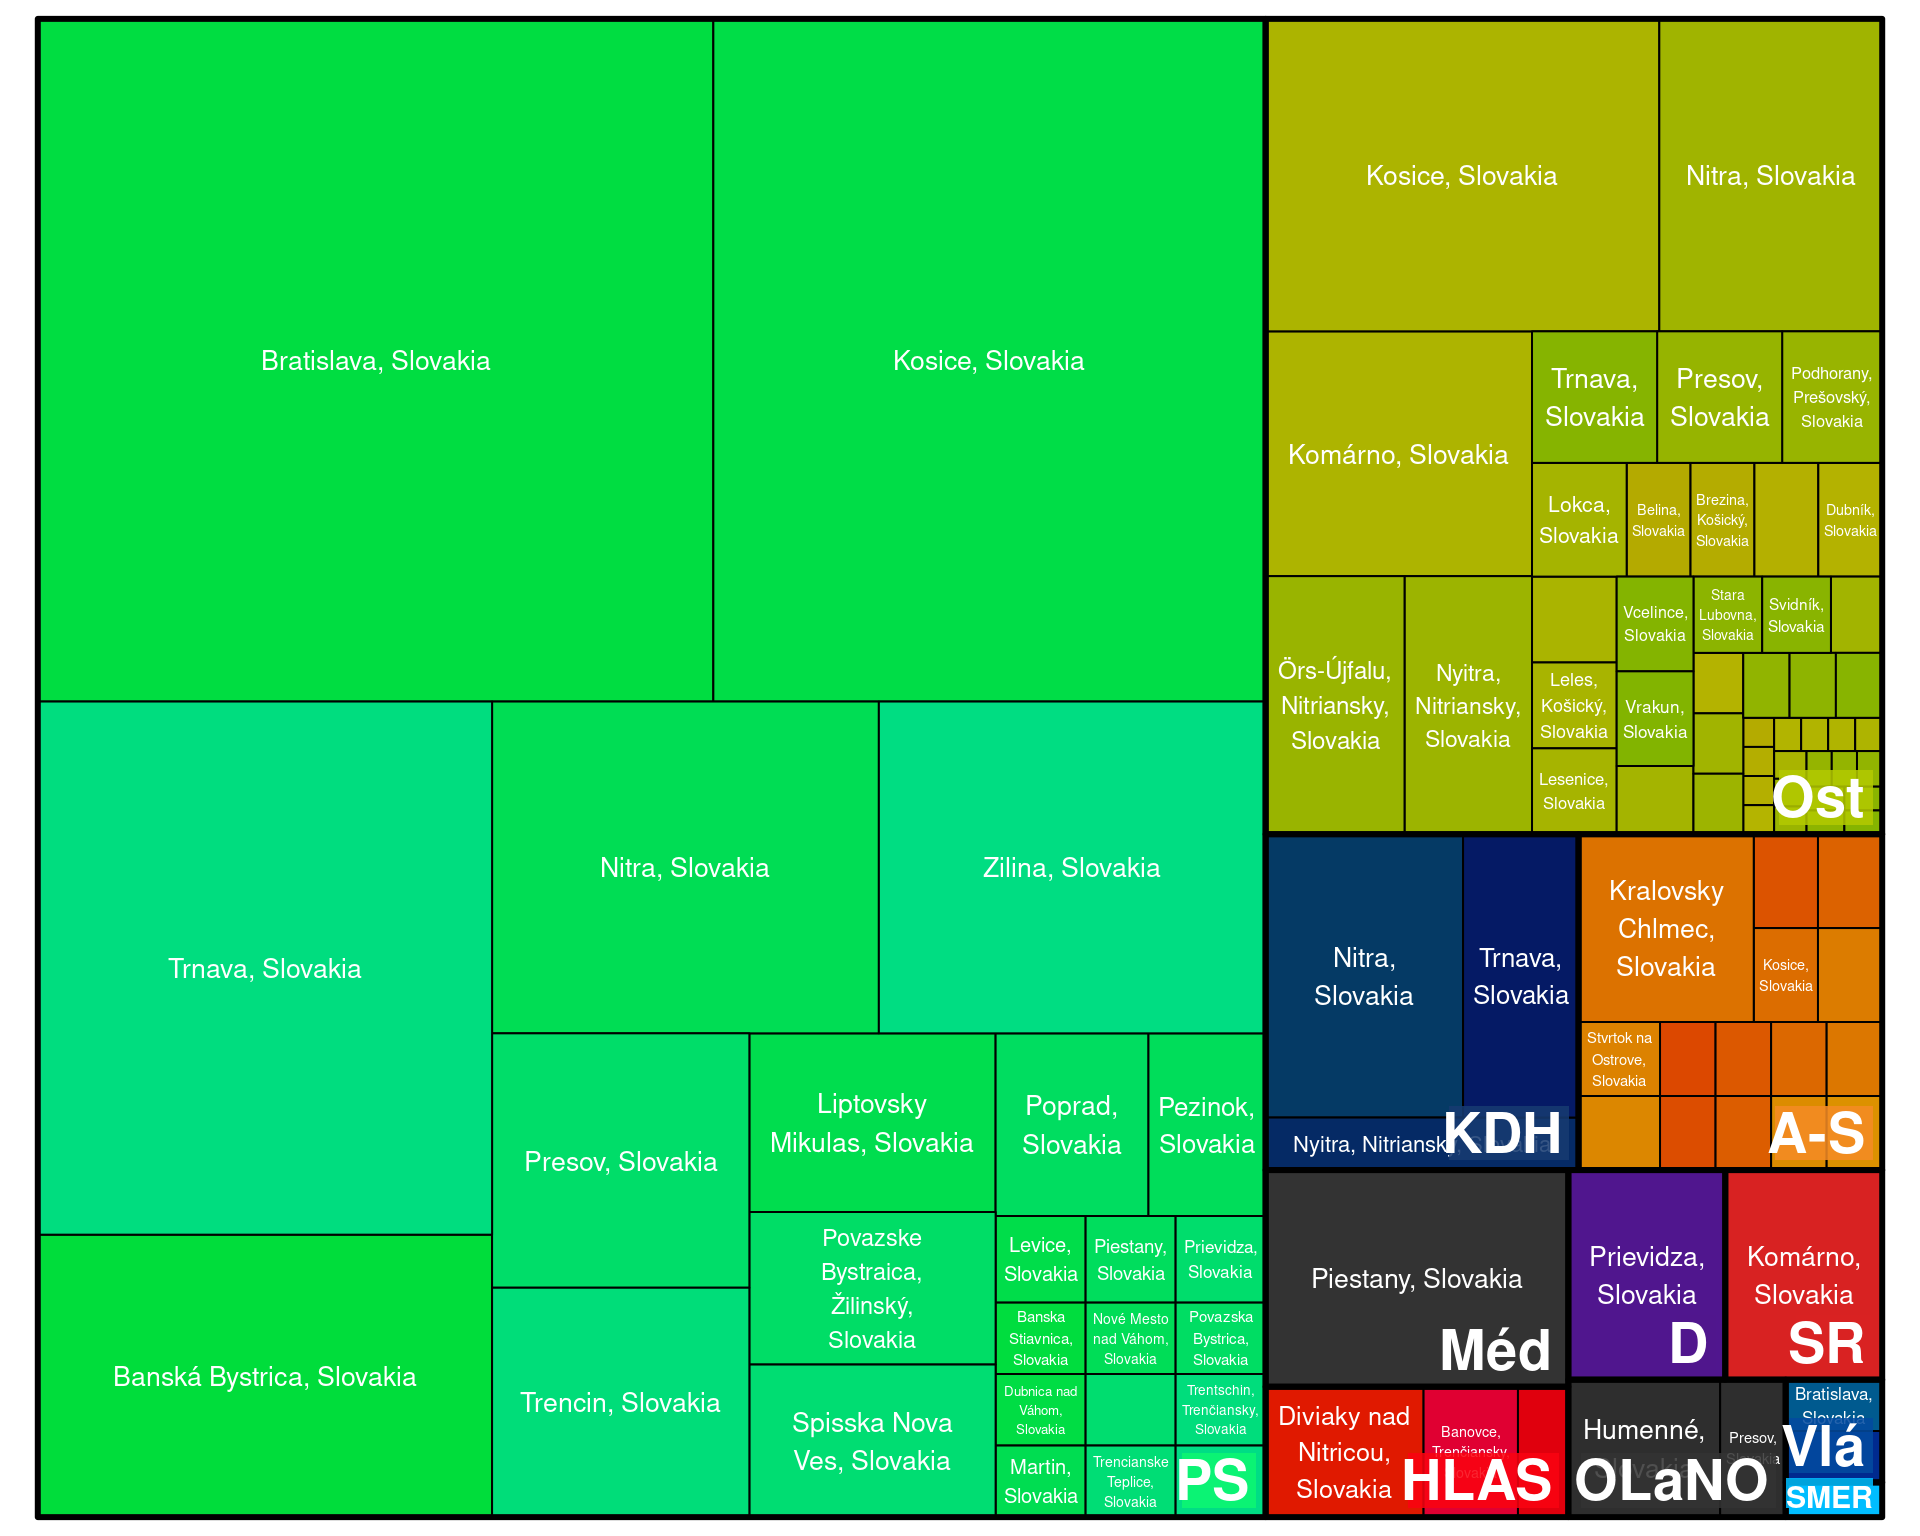 Bratislava, Slovakia
Kosice, Slovakia
Trnava, Slovakia
Nitra, Slovakia
Zilina, Slovakia
Banská Bystrica, Slovakia
Presov, Slovakia
Trencin, Slovakia
Liptovsky
Mikulas, Slovakia
Povazske
Bystraica,
Žilinský,
Slovakia
Spisska Nova
Ves, Slovakia
Poprad,
Slovakia
Pezinok,
Slovakia
Levice,
Slovakia
Piestany,
Slovakia
Prievidza,
Slovakia
Banska
Stiavnica,
Slovakia
Nové Mesto
nad Váhom,
Slovakia
Povazska
Bystrica,
Slovakia
Dubnica nad
Váhom,
Slovakia
Trentschin,
Trenčiansky,
Slovakia
Martin,
Slovakia
Trencianske
Teplice,
Slovakia
PS
Kosice, Slovakia
Nitra, Slovakia
Komárno, Slovakia
Trnava,
Slovakia
Presov,
Slovakia
Podhorany,
Prešovský,
Slovakia
Lokca,
Slovakia
Belina,
Slovakia
Brezina,
Košický,
Slovakia
Dubník,
Slovakia
Örs-Újfalu,
Nitriansky,
Slovakia
Nyitra,
Nitriansky,
Slovakia
Leles,
Košický,
Slovakia
Lesenice,
Slovakia
Vcelince,
Slovakia
Vrakun,
Slovakia
Stara
Lubovna,
Slovakia
Svidník,
Slovakia
Ost
Nitra,
Slovakia
Trnava,
Slovakia
Nyitra, Nitriansky, Slovakia
KDH
Kralovsky
Chlmec,
Slovakia
Kosice,
Slovakia
Stvrtok na
Ostrove,
Slovakia
A-S
Piestany, Slovakia
Méd
Prievidza,
Slovakia
D
Komárno,
Slovakia
SR
Diviaky nad
Nitricou,
Slovakia
Banovce,
Trenčiansky,
Slovakia
HLAS
Humenné,
Slovakia
Presov,
Slovakia
OLaNO
Bratislava,
Slovakia
Vlá
SMER